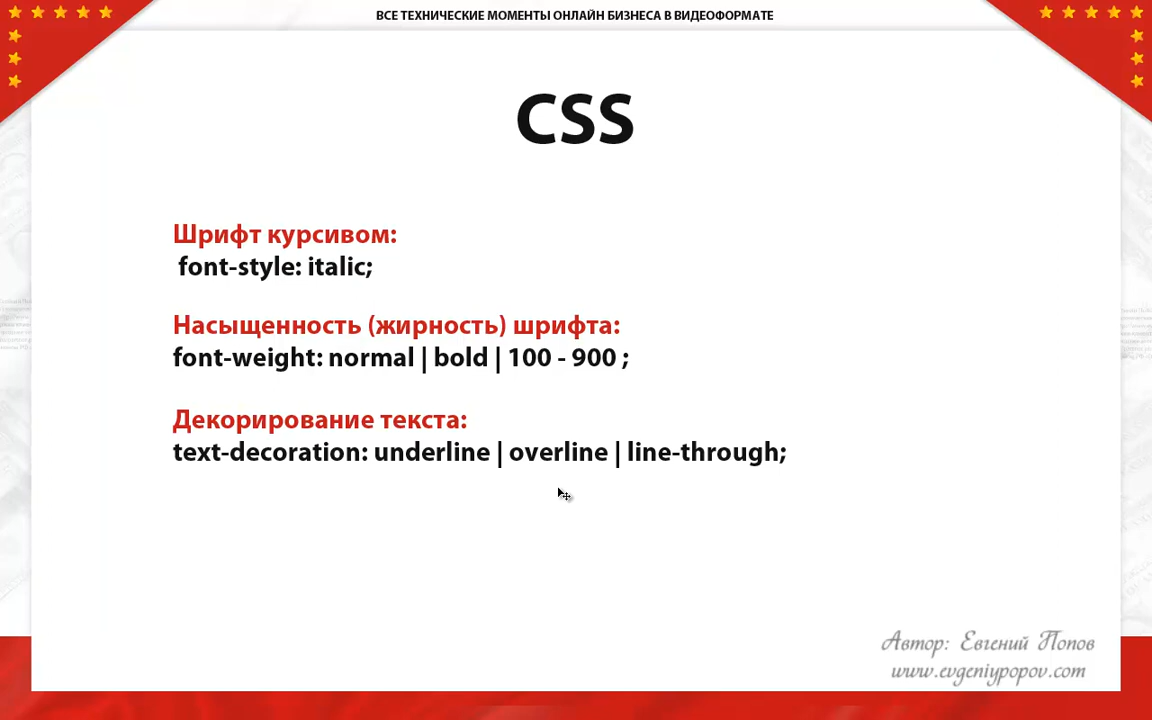 ВСЕ ТЕХНИЧЕСКИЕ МОМЕНТЫ ОНЛАЙН БИЗНЕСА В ВИДЕОФОРМАТЕ
CSS
Шрифт курсивом:
font-style: italic;
Насыщенность (жирность) шрифта:
font-weight: normal | bold | 100 - 900 ;
Декорирование текста:
text-decoration: underline | overline | line-through;
Автор: Евгений Попов
www.evgeniypopov.com